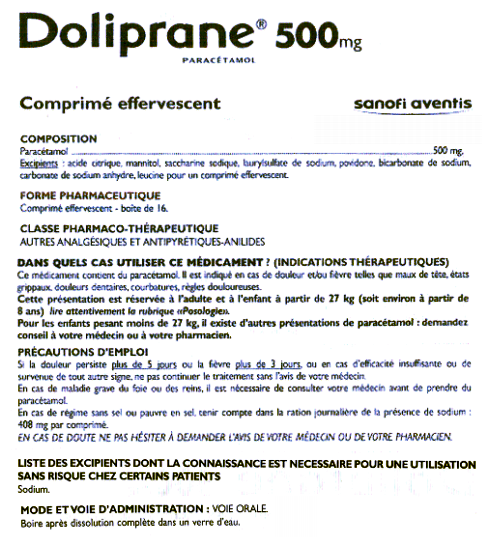 Doliprane® 500mg
PARACÉTAMOL
Comprimé effervescent
sanofi aventis
COMPOSITION
Paracétamol ........ 500 mg.
Excipients : acide citrique, mannitol, saccharine sodique, laurylsulfate de sodium, povidone, bicarbonate de sodium,
carbonate de sodium anhydre, leucine pour un comprimé effervescent.
FORME PHARMACEUTIQUE
Comprimé effervescent - boîte de 16.
CLASSE PHARMACO-THÉRAPEUTIQUE
AUTRES ANALGÉSIQUES ET ANTIPYRÉTIQUES-ANILIDES
DANS QUELS CAS UTILISER CE MÉDICAMENT ? (INDICATIONS THÉRAPEUTIQUES)
Ce médicament contient du paracétamol. Il est indiqué en cas de douleur et/ou fièvre telles que maux de tête, états
grippaux, douleurs dentaires, courbatures, règles douloureuses.
Cette présentation est réservée à l'adulte et à l'enfant à partir de 27 kg (soit environ à partir de
8 ans) lire attentivement la rubrique «Posologie».
Pour les enfants pesant moins de 27 kg, il existe d'autres présentations de paracétamol : demandez
conseil à votre médecin ou à votre pharmacien.
PRÉCAUTIONS D'EMPLOI
Si la douleur persiste plus de 5 jours ou la fièvre plus de 3 jours, ou en cas d'efficacité insuffisante ou de
survenue de tout autre signe, ne pas continuer le traitement sans l'avis de votre médecin.
En cas de maladie grave du foie ou des reins, il est nécessaire de consulter votre médecin avant de prendre du
paracétamol.
En cas de régime sans sel ou pauvre en sel, tenir compte dans la ration journalière de la présence de sodium :
408 mg par comprimé.
EN CAS DE DOUTE NE PAS HÉSITER À DEMANDER L'AVIS DE VOTRE MÉDECIN OU DE VOTRE PHARMACIEN.
LISTE DES EXCIPIENTS DONT LA CONNAISSANCE EST NECESSAIRE POUR UNE UTILISATION
SANS RISQUE CHEZ CERTAINS PATIENTS
Sodium.
MODE ET VOIE D'ADMINISTRATION : VOIE ORALE.
Boire après dissolution complète dans un verre d'eau.